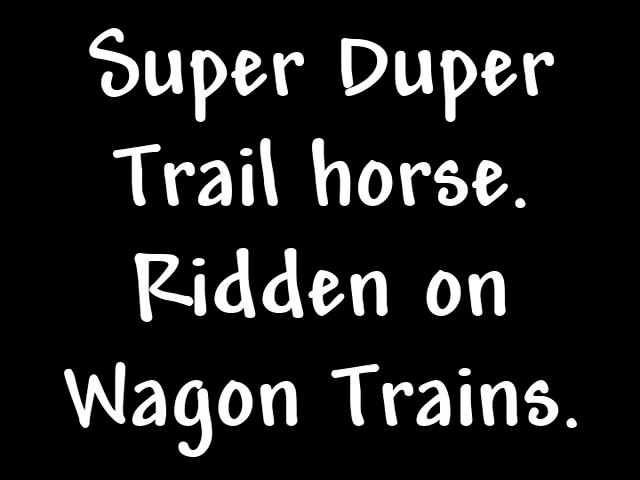 Super Duper
Trail horse.
Ridden on
Wagon Trains.